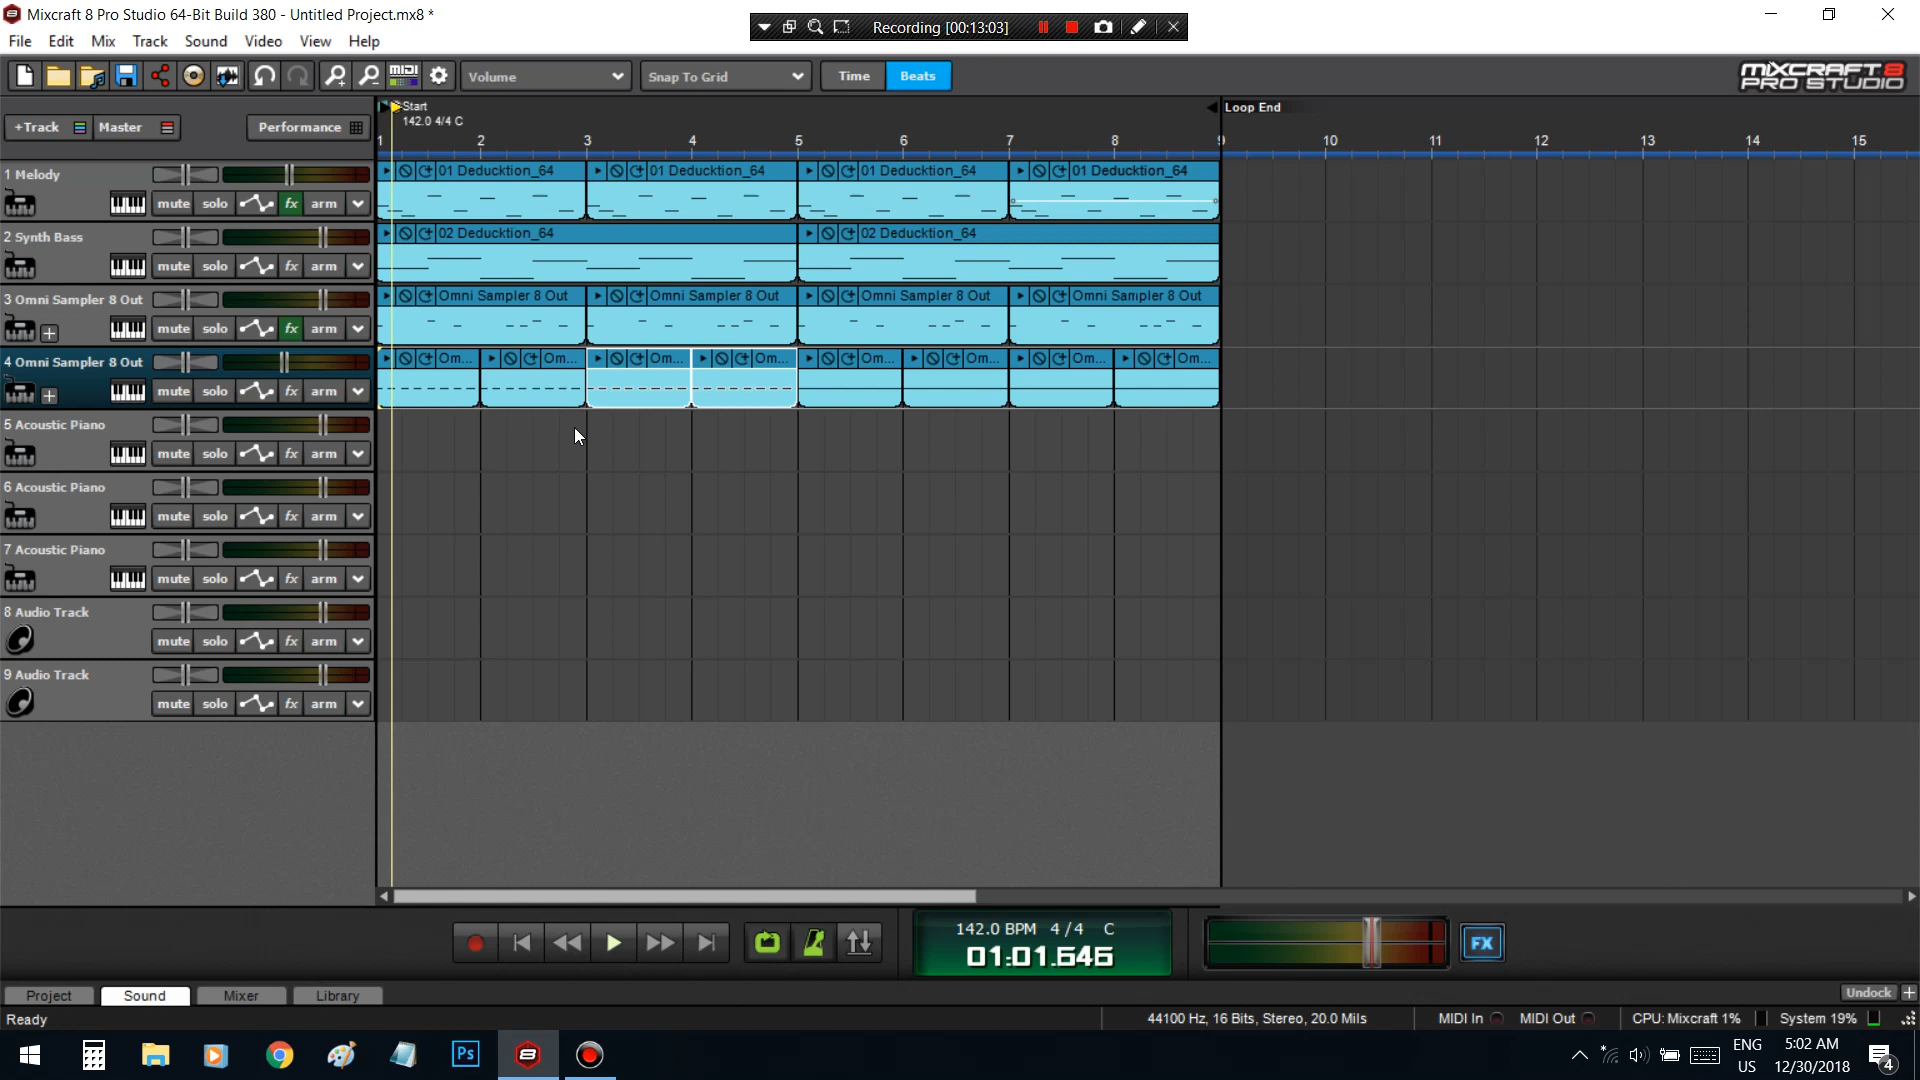 Mixcraft 8 Pro Studio 64-Bit Build 380 - Untitled Project.mx8 *
Recording [00:13:03]
File Edit Mix Track Sound Video View Help
MIDI
Volume
Snap To Grid
Time Beats
MIXCRAFT 8
PRO STUDIO
+Track Master Performance
Start
142.0 4/4 C
Loop End
1 2 3 4 5 6 7 8 9 10 11 12 13 14 15
1 Melody
mute solo fx arm
01 Deducktion_64 01 Deducktion_64 01 Deducktion_64 01 Deducktion_64
2 Synth Bass
mute solo fx arm
02 Deducktion_64 02 Deducktion_64
3 Omni Sampler 8 Out
mute solo fx arm
Omni Sampler 8 Out Omni Sampler 8 Out Omni Sampler 8 Out Omni Sampler 8 Out
4 Omni Sampler 8 Out
mute solo fx arm
Om... Om... Om... Om... Om... Om... Om... Om...
5 Acoustic Piano
mute solo fx arm
6 Acoustic Piano
mute solo fx arm
7 Acoustic Piano
mute solo fx arm
8 Audio Track
mute solo fx arm
9 Audio Track
mute solo fx arm
142.0 BPM 4/4 C
01:01.646
FX
Project Sound Mixer Library
Undock
Ready
44100 Hz, 16 Bits, Stereo, 20.0 Mils MIDI In MIDI Out CPU: Mixcraft 1% System 19%
Ps
8
ENG
US
5:02 AM
12/30/2018
4